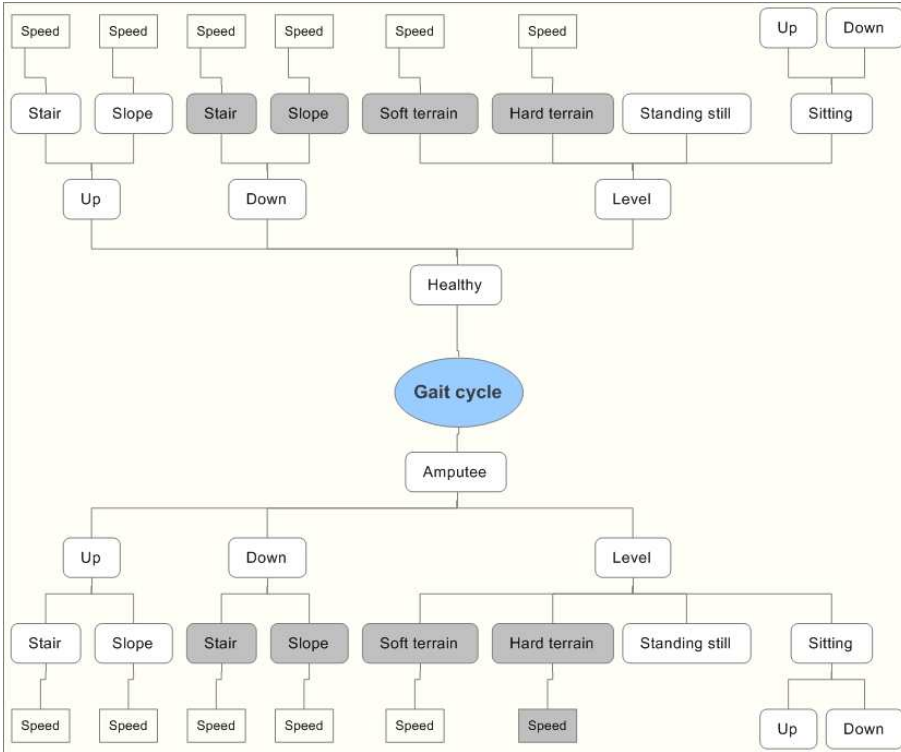 Speed Speed Speed Speed Speed Speed Up Down
Stair Slope Stair Slope Soft terrain Hard terrain Standing still Sitting
Up Down Level
Healthy
Gait cycle
Amputee
Up Down Level
Stair Slope Stair Slope Soft terrain Hard terrain Standing still Sitting
Speed Speed Speed Speed Speed Speed Up Down